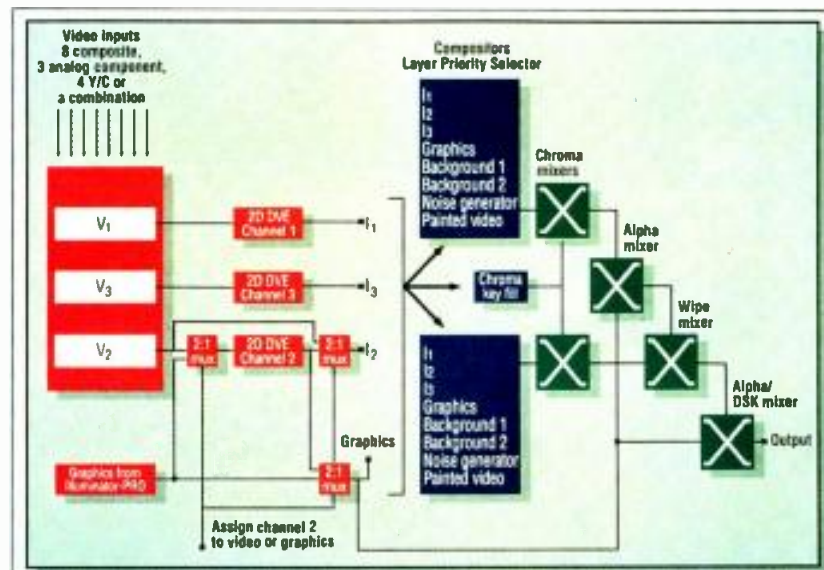 Video inputs
8 composite,
3 analog component,
4 Y/C or
a combination
V1
2D DVE
Channel 1
I1
V3
2D DVE
Channel 3
I3
V2
2:1
mux
2D DVE
Channel 2
2:1
mux
I2
Graphics from
Illuminator-PRO
2:1
mux
Graphics
Assign channel 2
to video or graphics
Compositors
Layer Priority Selector
I1
I2
I3
Graphics
Background 1
Background 2
Noise generator
Painted video
Chroma
key fill
I1
I2
I3
Graphics
Background 1
Background 2
Noise generator
Painted video
Chroma
mixers
Alpha
mixer
Wipe
mixer
Alpha/
DSK mixer
Output